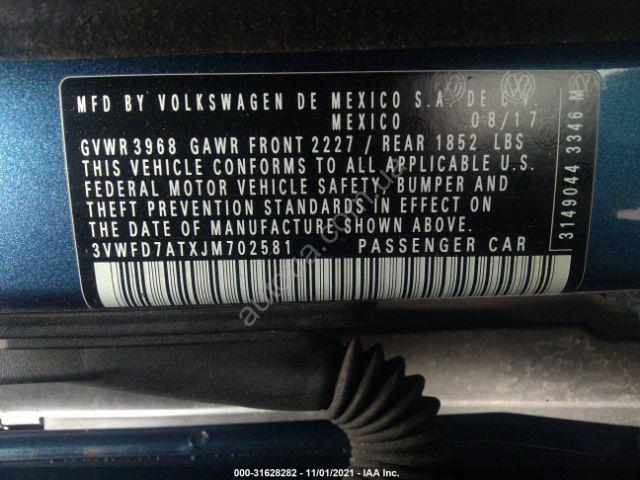 MFD BY VOLKSWAGEN DE MEXICO S.A. DE C.V.
MEXICO 08/17
GVWR 3968 GAWR FRONT 2227 / REAR 1852 LBS
THIS VEHICLE CONFORMS TO ALL APPLICABLE U.S.
FEDERAL MOTOR VEHICLE SAFETY, BUMPER AND
THEFT PREVENTION STANDARDS IN EFFECT ON
THE DATE OF MANUFACTURE SHOWN ABOVE.
3VWFD7ATXJM702581 PASSENGER CAR
3149044 3346 M
000-31628282 - 11/01/2021 - IAA Inc.